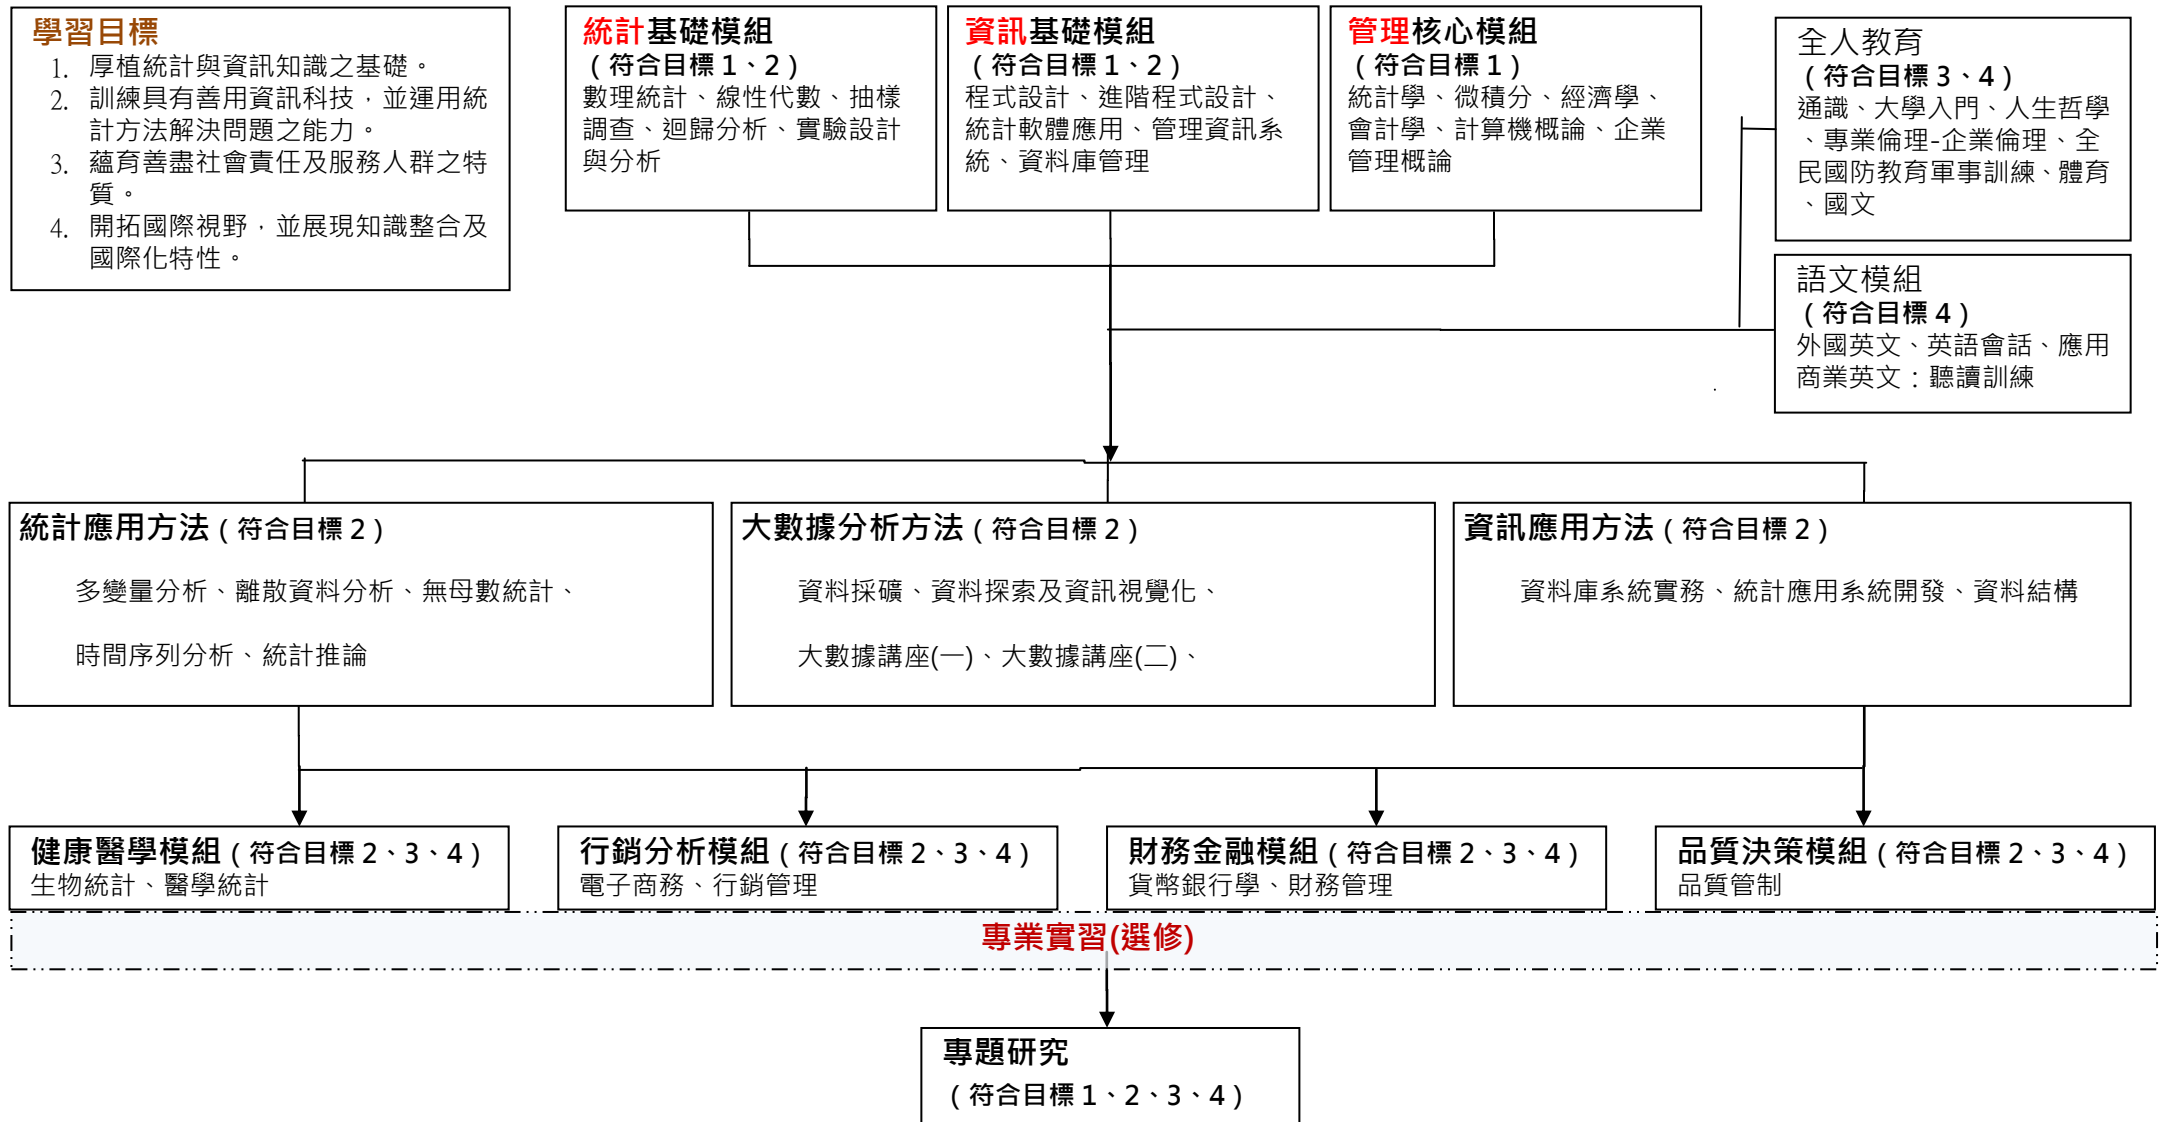 學習目標
1. 厚植統計與資訊知識之基礎。
2. 訓練具有善用資訊科技，並運用統
計方法解決問題之能力。
3. 蘊育善盡社會責任及服務人群之特
質。
4. 開拓國際視野，並展現知識整合及
國際化特性。
統計基礎模組
（符合目標 1、2）
數理統計、線性代數、抽樣
調查、迴歸分析、實驗設計
與分析
資訊基礎模組
（符合目標 1、2）
程式設計、進階程式設計、
統計軟體應用、管理資訊系
統、資料庫管理
管理核心模組
（符合目標 1）
統計學、微積分、經濟學、
會計學、計算機概論、企業
管理概論
全人教育
（符合目標 3、4）
通識、大學入門、人生哲學
、專業倫理-企業倫理、全
民國防教育軍事訓練、體育
、國文
語文模組
（符合目標 4）
外國英文、英語會話、應用
商業英文：聽讀訓練
統計應用方法（符合目標 2）
多變量分析、離散資料分析、無母數統計、
時間序列分析、統計推論
大數據分析方法（符合目標 2）
資料採礦、資料探索及資訊視覺化、
大數據講座(一)、大數據講座(二)、
資訊應用方法（符合目標 2）
資料庫系統實務、統計應用系統開發、資料結構
健康醫學模組（符合目標 2、3、4）
生物統計、醫學統計
行銷分析模組（符合目標 2、3、4）
電子商務、行銷管理
財務金融模組（符合目標 2、3、4）
貨幣銀行學、財務管理
品質決策模組（符合目標 2、3、4）
品質管制
專業實習(選修)
專題研究
（符合目標 1、2、3、4）